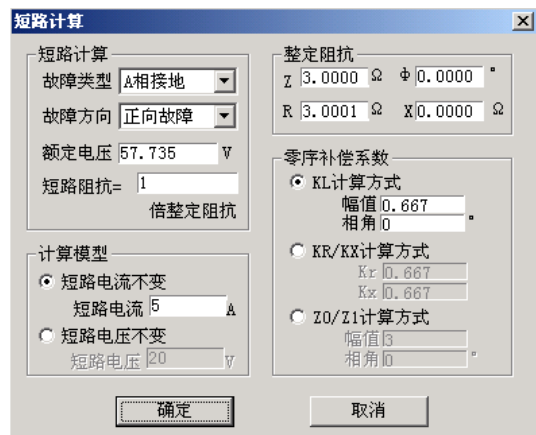 短路计算
短路计算
故障类型 A相接地
故障方向 正向故障
额定电压 57.735 V
短路阻抗= 1
倍整定阻抗
计算模型
短路电流不变
短路电流 5 A
短路电压不变
短路电压 20 V
整定阻抗
Z 3.0000 Ω Φ 0.0000 °
R 3.0001 Ω X 0.0000 Ω
零序补偿系数
KL计算方式
幅值 0.667
相角 0 °
KR/KX计算方式
Kr 0.667
Kx 0.667
Z0/Z1计算方式
幅值 3
相角 0 °
确定 取消